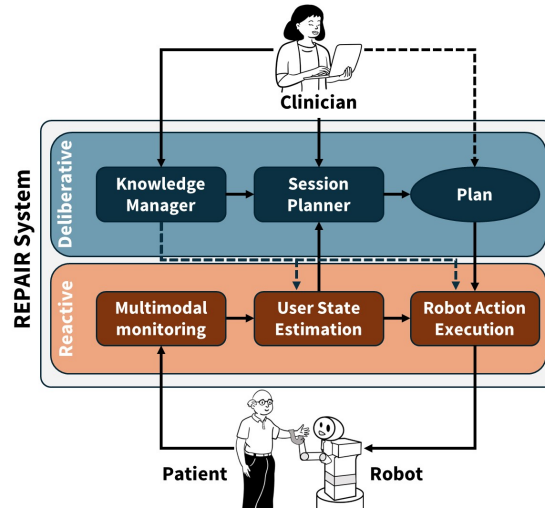 Clinician
REPAIR System
Deliberative
Knowledge
Manager
Session
Planner
Plan
Reactive
Multimodal
monitoring
User State
Estimation
Robot Action
Execution
Patient
Robot